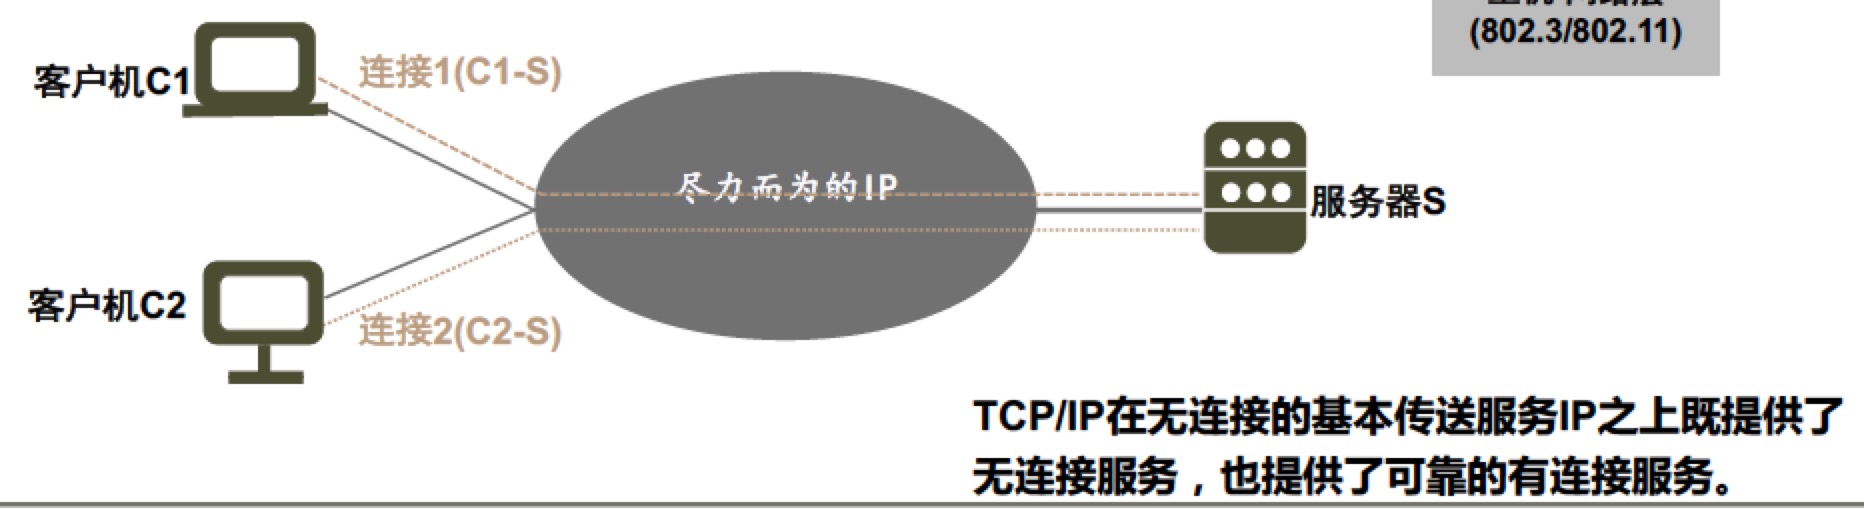 (802.3/802.11)
客户机C1
连接1(C1-S)
尽力而为的IP
服务器S
客户机C2
连接2(C2-S)
TCP/IP在无连接的基本传送服务IP之上既提供了
无连接服务，也提供了可靠的有连接服务。